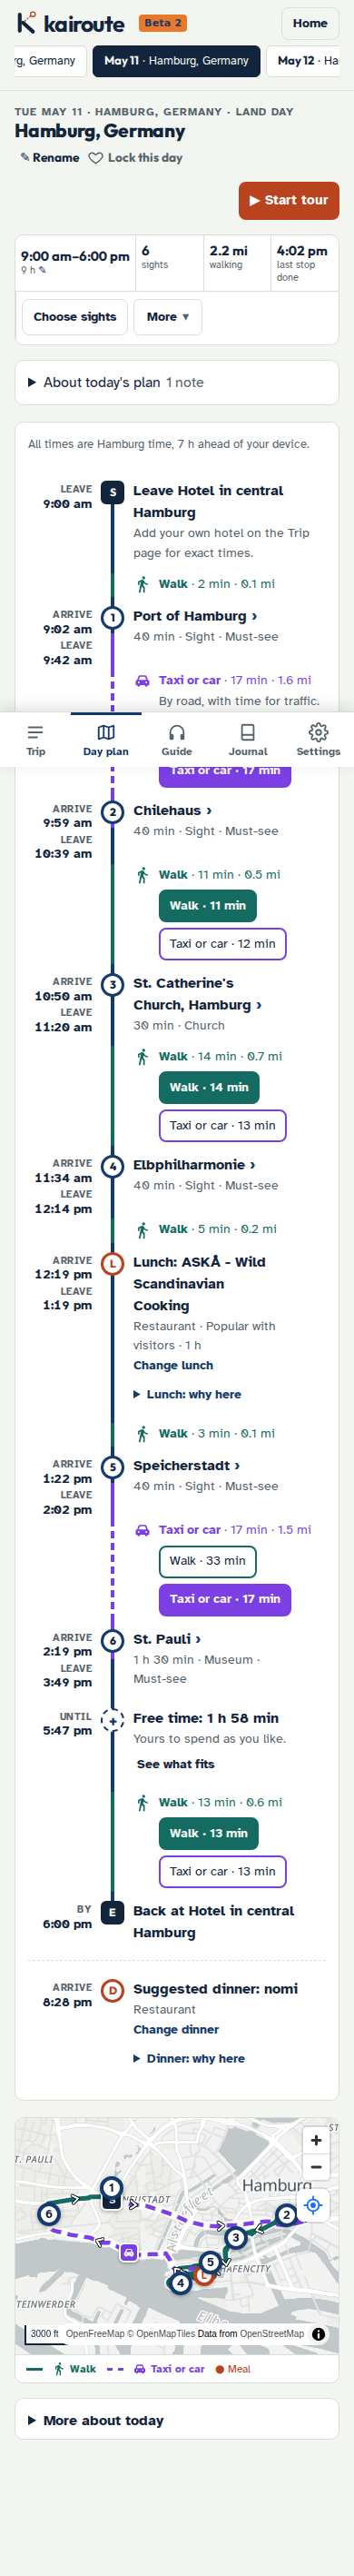 kairoute Beta 2 Home
rg, Germany May 11 · Hamburg, Germany May 12 · Ha
TUE MAY 11 · HAMBURG, GERMANY · LAND DAY
Hamburg, Germany
✎ Rename Lock this day
▶ Start tour
9:00 am–6:00 pm
9 h ✎
6
sights
2.2 mi
walking
4:02 pm
last stop
done
Choose sights More ▾
▶ About today's plan 1 note
All times are Hamburg time, 7 h ahead of your device.
LEAVE
9:00 am
S
Leave Hotel in central
Hamburg
Add your own hotel on the Trip
page for exact times.
Walk · 2 min · 0.1 mi
ARRIVE
9:02 am
LEAVE
9:42 am
1
Port of Hamburg ›
40 min · Sight · Must-see
Taxi or car · 17 min · 1.6 mi
By road, with time for traffic.
Trip Day plan Guide Journal Settings
Taxi or car · 17 min
ARRIVE
9:59 am
LEAVE
10:39 am
2
Chilehaus ›
40 min · Sight · Must-see
Walk · 11 min · 0.5 mi
Walk · 11 min
Taxi or car · 12 min
ARRIVE
10:50 am
LEAVE
11:20 am
3
St. Catherine's
Church, Hamburg ›
30 min · Church
Walk · 14 min · 0.7 mi
Walk · 14 min
Taxi or car · 13 min
ARRIVE
11:34 am
LEAVE
12:14 pm
4
Elbphilharmonie ›
40 min · Sight · Must-see
Walk · 5 min · 0.2 mi
ARRIVE
12:19 pm
LEAVE
1:19 pm
L
Lunch: ASKÅ - Wild
Scandinavian
Cooking
Restaurant · Popular with
visitors · 1 h
Change lunch
▶ Lunch: why here
Walk · 3 min · 0.1 mi
ARRIVE
1:22 pm
LEAVE
2:02 pm
5
Speicherstadt ›
40 min · Sight · Must-see
Taxi or car · 17 min · 1.5 mi
Walk · 33 min
Taxi or car · 17 min
ARRIVE
2:19 pm
LEAVE
3:49 pm
6
St. Pauli ›
1 h 30 min · Museum ·
Must-see
UNTIL
5:47 pm
+
Free time: 1 h 58 min
Yours to spend as you like.
See what fits
Walk · 13 min · 0.6 mi
Walk · 13 min
Taxi or car · 13 min
BY
6:00 pm
E
Back at Hotel in central
Hamburg
ARRIVE
8:28 pm
D
Suggested dinner: nomi
Restaurant
Change dinner
▶ Dinner: why here
ST
+
−
T. PAULI
Hamburg
1
NEUSTADT
6
2
3
5
L
HAFENCITY
4
Alsterfleet
TEINWERDER
Elbe
3000 ft OpenFreeMap © OpenMapTiles Data from OpenStreetMap
Walk Taxi or car Meal
▶ More about today